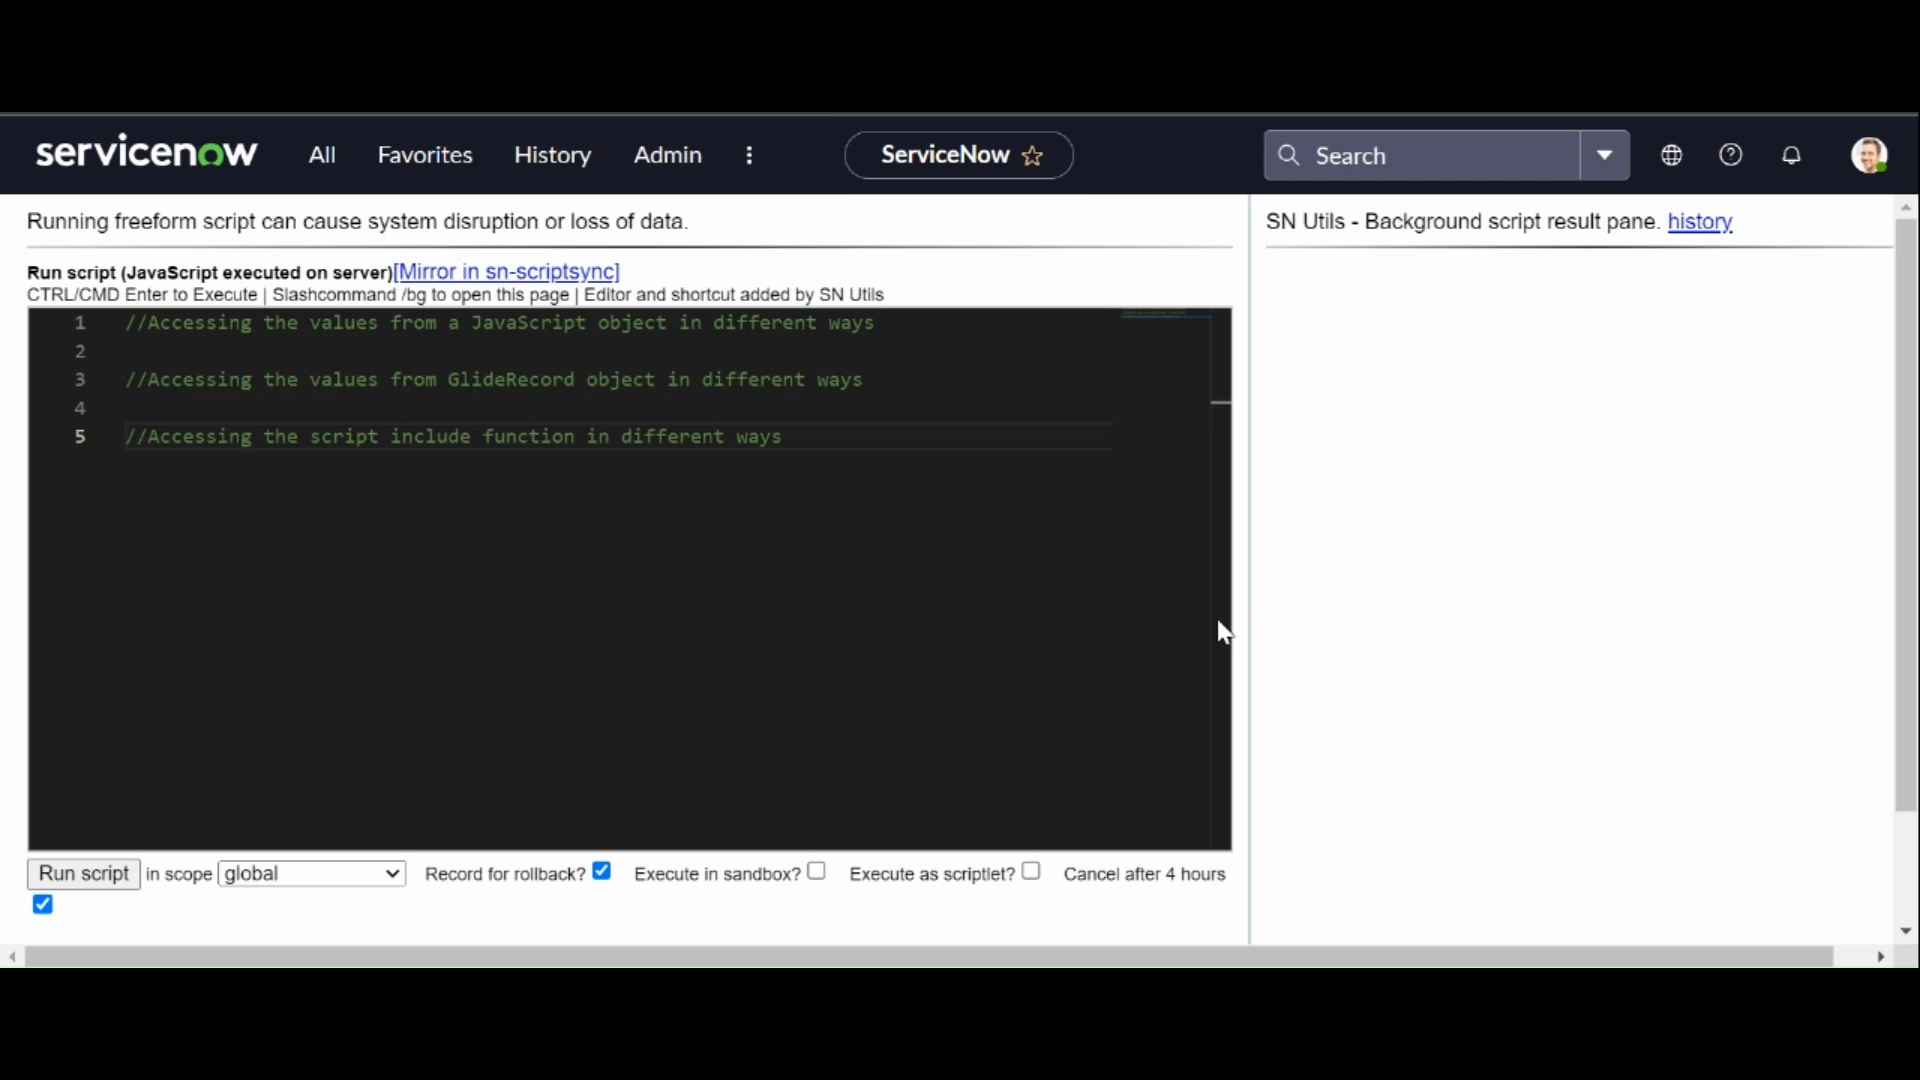 servicenow All Favorites History Admin ServiceNow Search
Running freeform script can cause system disruption or loss of data.
Run script (JavaScript executed on server)[Mirror in sn-scriptsync]
CTRL/CMD Enter to Execute | Slashcommand /bg to open this page | Editor and shortcut added by SN Utils
1 //Accessing the values from a JavaScript object in different ways
2
3 //Accessing the values from GlideRecord object in different ways
4
5 //Accessing the script include function in different ways
Run script in scope global Record for rollback? Execute in sandbox? Execute as scriptlet? Cancel after 4 hours
SN Utils - Background script result pane. history